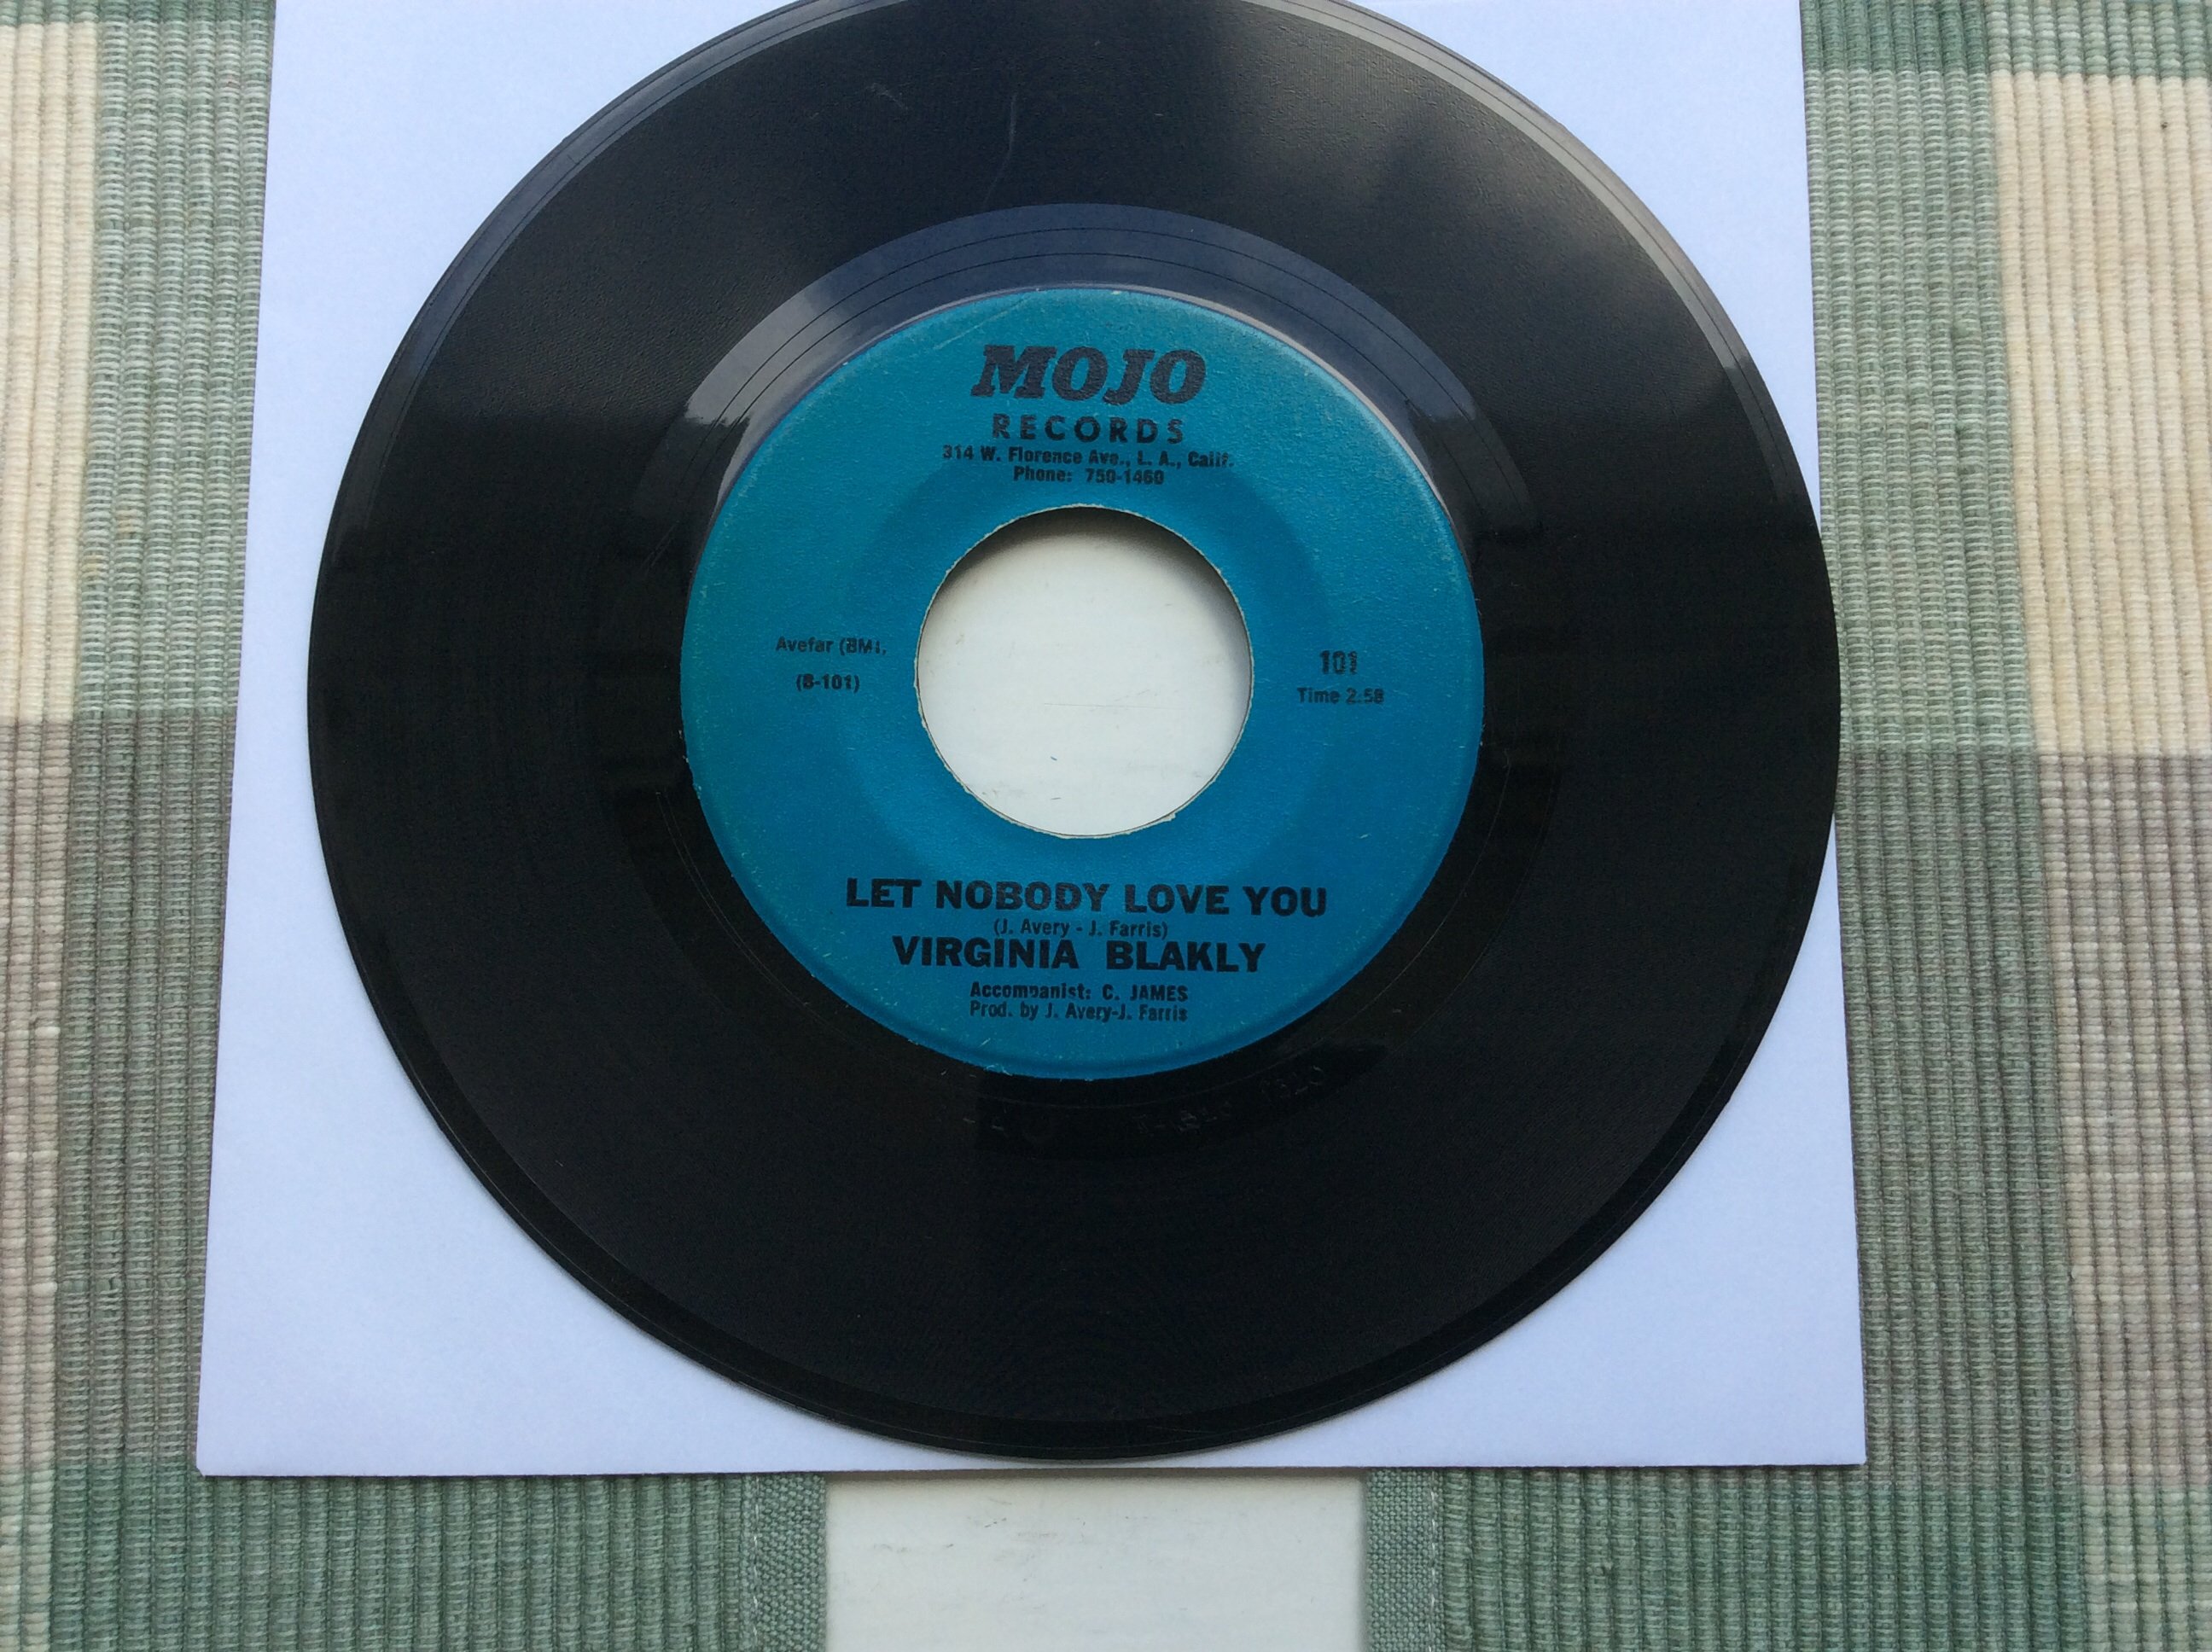 MOJO
RECORDS
314 W. Florence Ave., L. A., Calif.
Phone: 750-1460
Avefar (BMI,
(B-101)
101
Time 2:58
LET NOBODY LOVE YOU
(J. Avery - J. Farris)
VIRGINIA BLAKLY
Accompanist: C. JAMES
Prod. by J. Avery-J. Farris